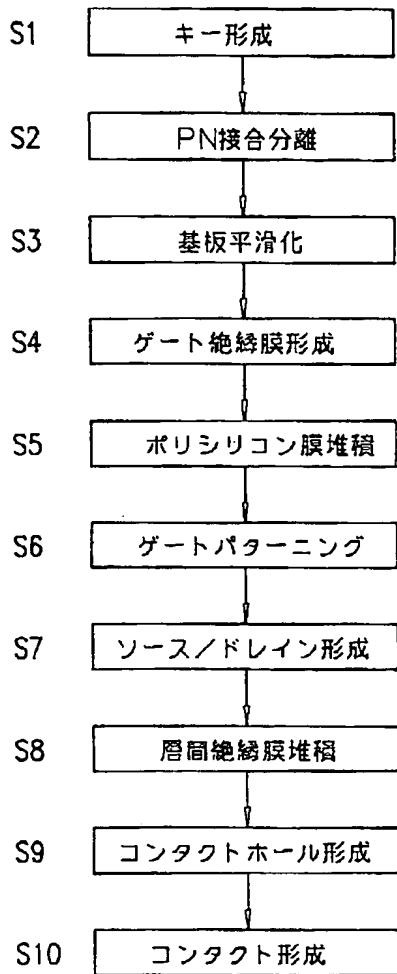 S1 キー形成
S2 PN接合分離
S3 基板平滑化
S4 ゲート絶縁膜形成
S5 ポリシリコン膜堆積
S6 ゲートパターニング
S7 ソース／ドレイン形成
S8 層間絶縁膜堆積
S9 コンタクトホール形成
S10 コンタクト形成